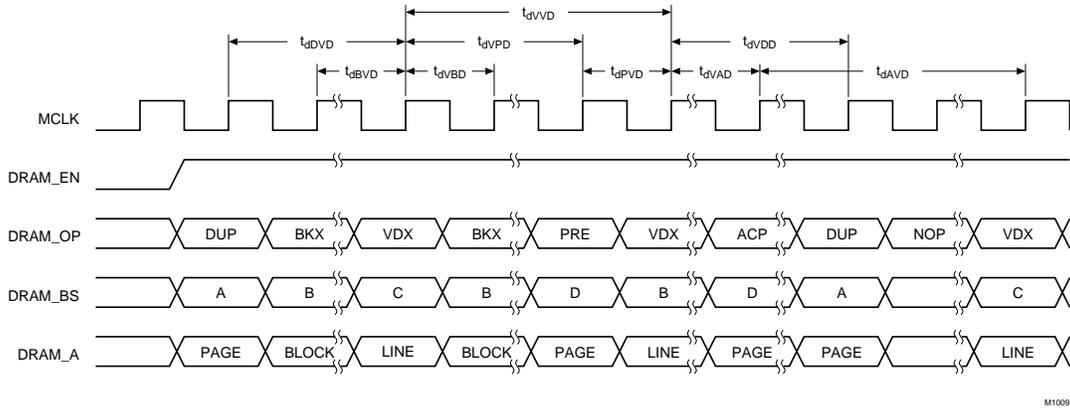 tdVVD
tdDVD tdVPD tdVDD
tdBVD tdVBD tdPVD tdVAD tdAVD
MCLK
DRAM_EN
DRAM_OP DUP BKX VDX BKX PRE VDX ACP DUP NOP VDX
DRAM_BS A B C B D B D A C
DRAM_A PAGE BLOCK LINE BLOCK PAGE LINE PAGE PAGE LINE
M1009